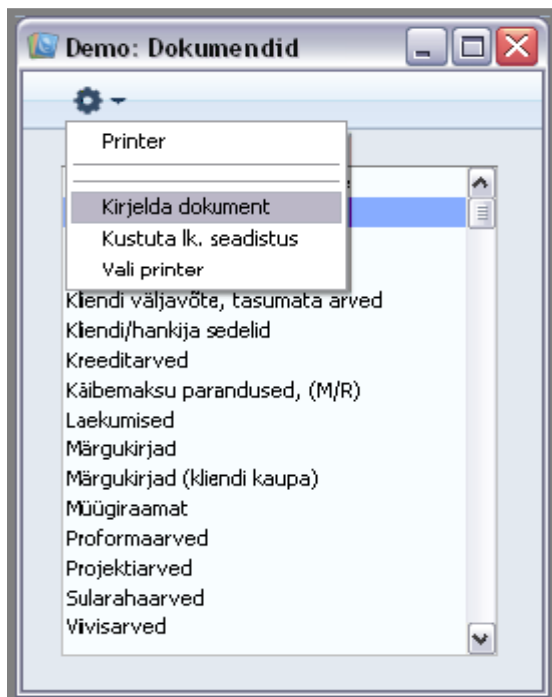 Demo: Dokumendid
Printer
Kirjelda dokument
Kustuta lk. seadistus
Vali printer
Kliendi väljavõte, tasumata arved
Kliendi/hankija sedelid
Kreeditarved
Käibemaksu parandused, (M/R)
Laekumised
Märgukirjad
Märgukirjad (kliendi kaupa)
Müügiraamat
Proformaarved
Projektiarved
Sularahaarved
Viivisarved